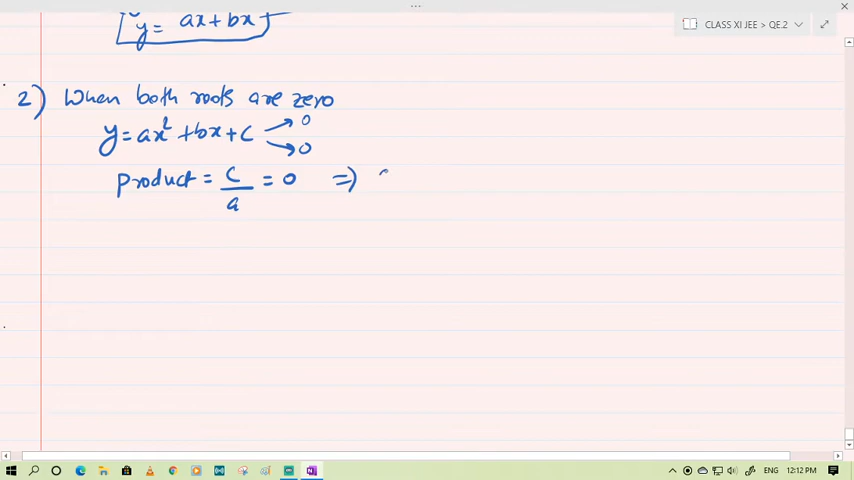 ...
CLASS XI JEE > QE.2
y = ax + bx
2) When both roots are zero
y = ax² + bx + c → 0
→ 0
product = c/a = 0 ⇒
ENG 12:12 PM